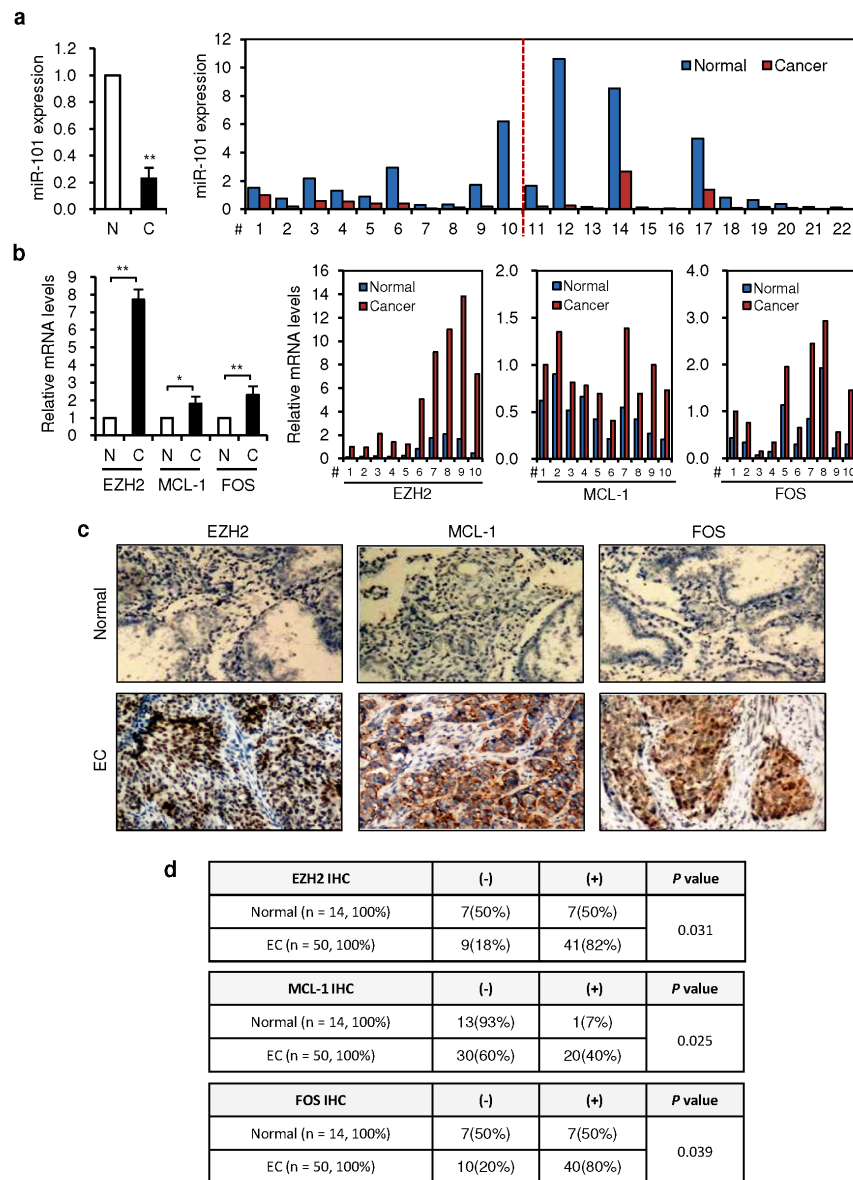 a
1.2
1.0
0.8
0.6
0.4
0.2
0.0
miR-101 expression
**
N C
12
10
8
6
4
2
0
miR-101 expression
Normal Cancer
# 1 2 3 4 5 6 7 8 9 10 11 12 13 14 15 16 17 18 19 20 21 22
b
9
8
7
6
5
4
3
2
1
Relative mRNA levels
**
*
**
N C N C N C
EZH2 MCL-1 FOS
16
14
12
10
8
6
4
2
0
Relative mRNA levels
Normal
Cancer
# 1 2 3 4 5 6 7 8 9 10
EZH2
2.0
1.5
1.0
0.5
0.0
Normal
Cancer
# 1 2 3 4 5 6 7 8 9 10
MCL-1
4.0
3.0
2.0
1.0
0.0
Normal
Cancer
# 1 2 3 4 5 6 7 8 9 10
FOS
c
EZH2 MCL-1 FOS
Normal
EC
d
EZH2 IHC (-) (+) P value
Normal (n = 14, 100%) 7(50%) 7(50%) 0.031
EC (n = 50, 100%) 9(18%) 41(82%)
MCL-1 IHC (-) (+) P value
Normal (n = 14, 100%) 13(93%) 1(7%) 0.025
EC (n = 50, 100%) 30(60%) 20(40%)
FOS IHC (-) (+) P value
Normal (n = 14, 100%) 7(50%) 7(50%) 0.039
EC (n = 50, 100%) 10(20%) 40(80%)